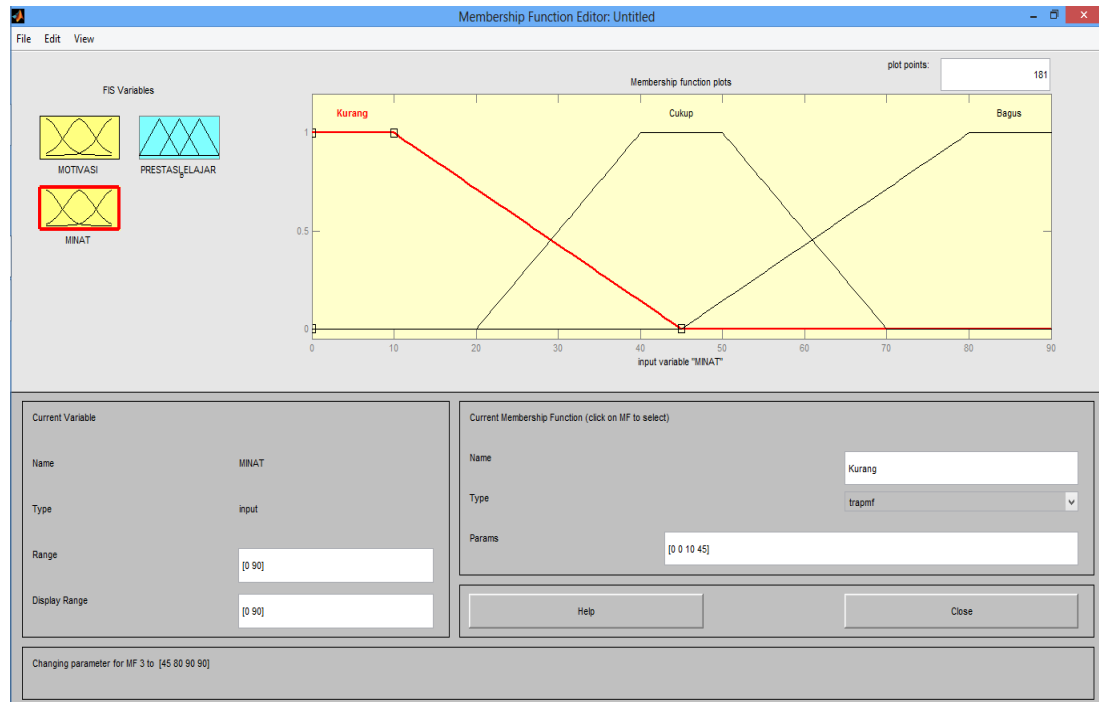 Membership Function Editor: Untitled
File Edit View
FIS Variables
MOTIVASI
PRESTASIBELAJAR
MINAT
plot points:
181
Membership function plots
Kurang
Cukup
Bagus
1
0.5
0
0 10 20 30 40 50 60 70 80 90
input variable "MINAT"
Current Variable
Name MINAT
Type input
Range [0 90]
Display Range [0 90]
Current Membership Function (click on MF to select)
Name Kurang
Type trapmf
Params [0 0 10 45]
Help
Close
Changing parameter for MF 3 to [45 80 90 90]